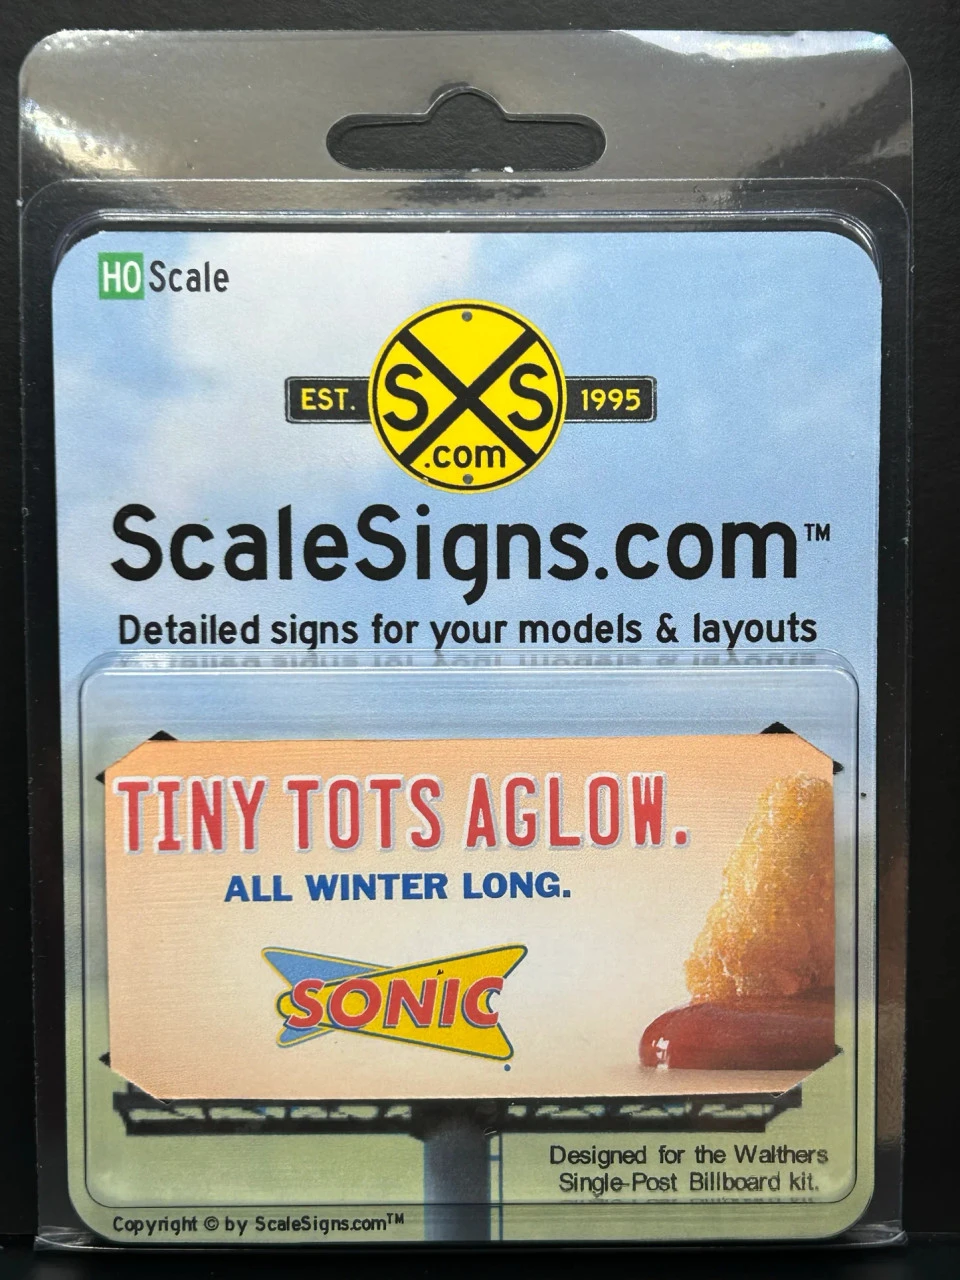 HO Scale
EST. SXS 1995
.com
ScaleSigns.com™
Detailed signs for your models & layouts
TINY TOTS AGLOW.
ALL WINTER LONG.
SONIC
Designed for the Walthers
Single-Post Billboard kit.
Copyright © by ScaleSigns.com™